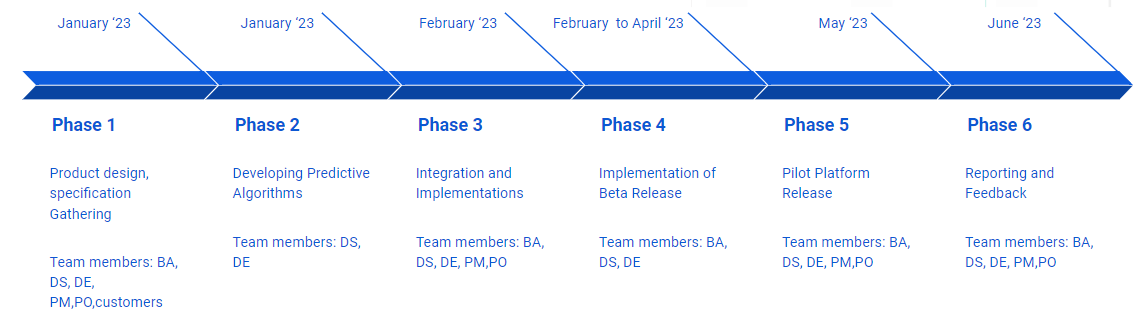 January ‘23
January ‘23
February ‘23
February  to April ‘23
May ‘23
June ‘23
Phase 1
Product design,
specification
Gathering
Team members: BA,
DS, DE,
PM,PO,customers
Phase 2
Developing Predictive
Algorithms
Team members: DS,
DE
Phase 3
Integration and
Implementations
Team members: BA,
DS, DE, PM,PO
Phase 4
Implementation of
Beta Release
Team members: BA,
DS, DE
Phase 5
Pilot Platform
Release
Team members: BA,
DS, DE, PM,PO
Phase 6
Reporting and
Feedback
Team members: BA,
DS, DE, PM,PO